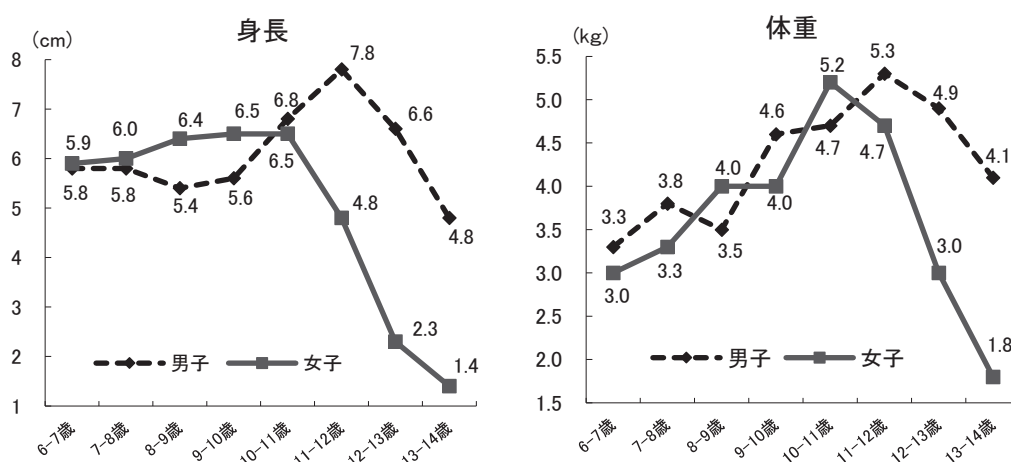 身長
(cm)
8
7
6
5
4
3
2
1
5.9
6.0
6.4
6.5
6.8
7.8
6.6
4.8
5.8
5.8
5.4
5.6
6.5
4.8
2.3
1.4
男子
女子
6-7歳
7-8歳
8-9歳
9-10歳
10-11歳
11-12歳
12-13歳
13-14歳
体重
(kg)
5.5
5.0
4.5
4.0
3.5
3.0
2.5
2.0
1.5
3.3
3.8
4.0
4.6
5.2
5.3
4.9
4.1
3.0
3.3
3.5
4.0
4.7
4.7
3.0
1.8
男子
女子
6-7歳
7-8歳
8-9歳
9-10歳
10-11歳
11-12歳
12-13歳
13-14歳